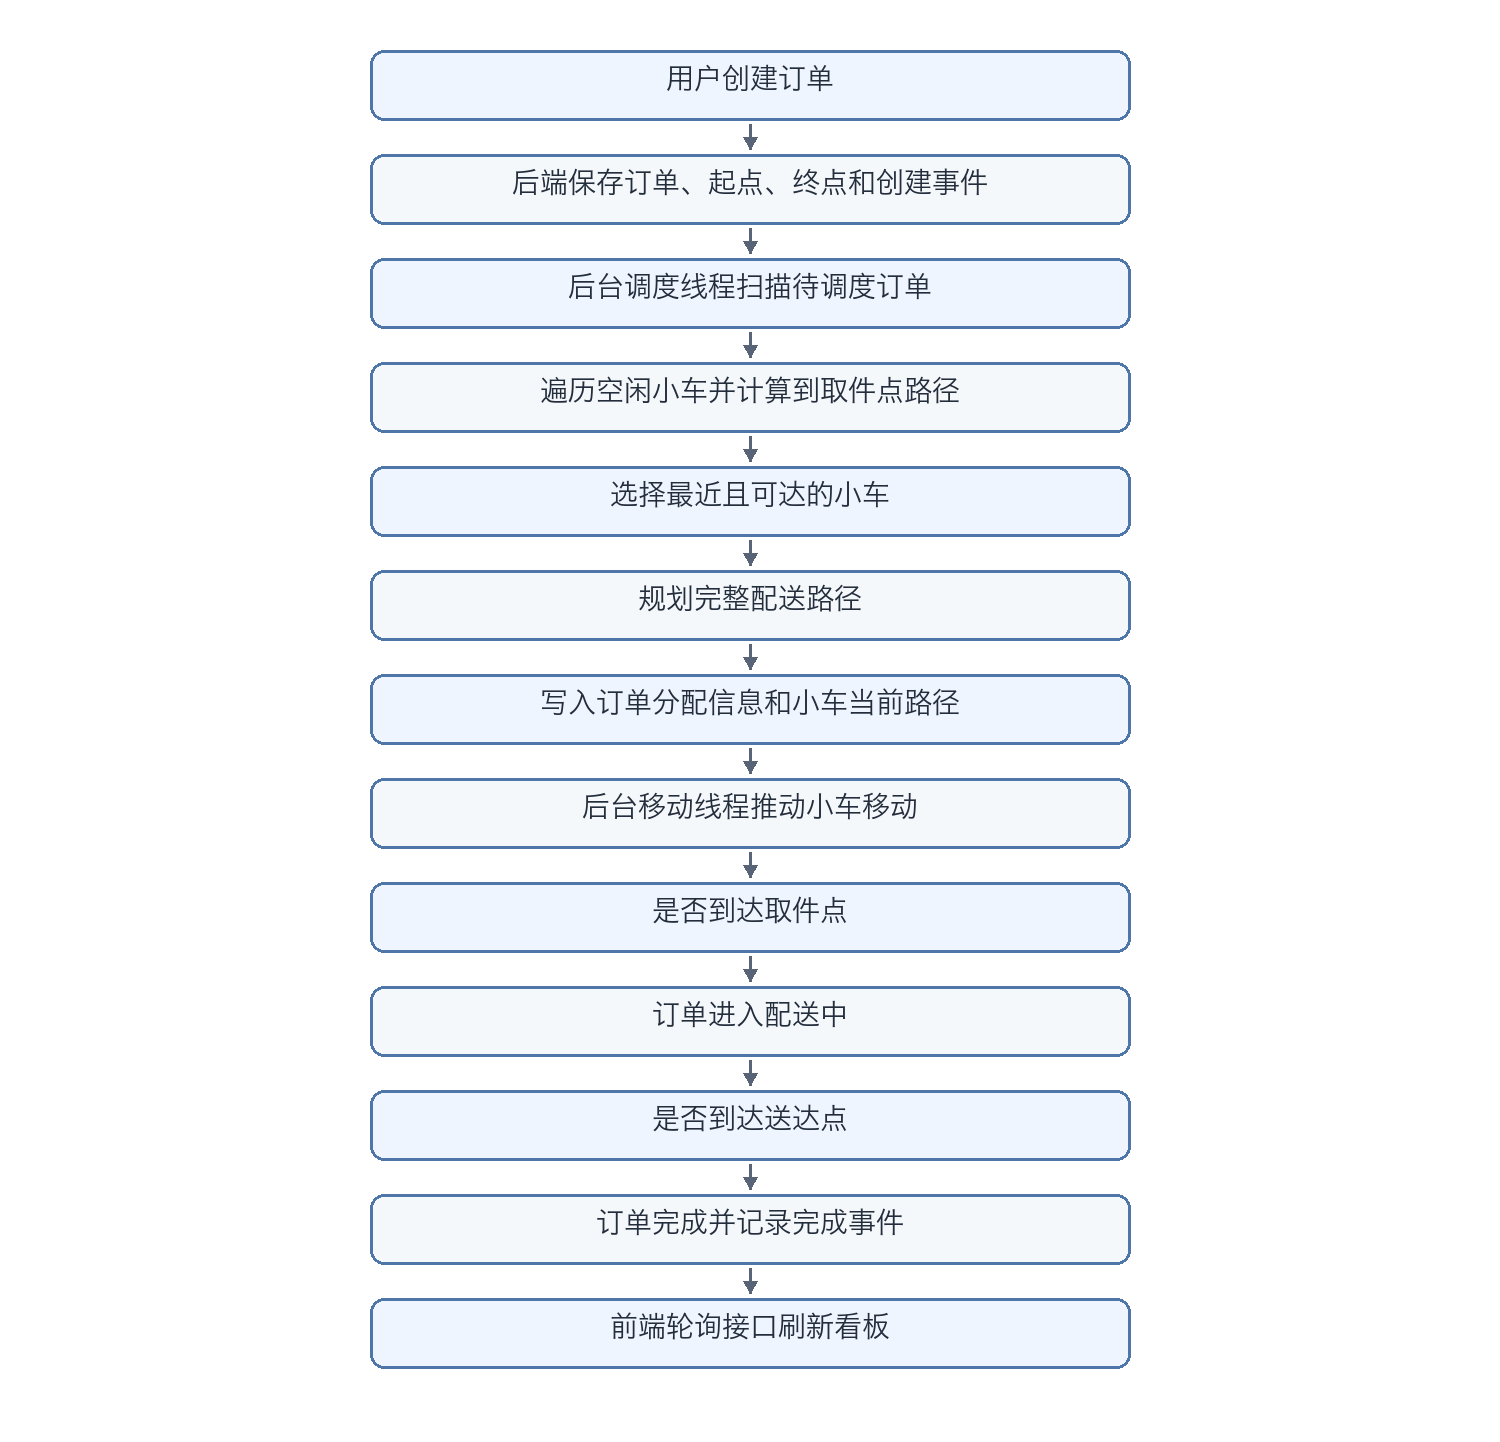 用户创建订单
后端保存订单、起点、终点和创建事件
后台调度线程扫描待调度订单
遍历空闲小车并计算到取件点路径
选择最近且可达的小车
规划完整配送路径
写入订单分配信息和小车当前路径
后台移动线程推动小车移动
是否到达取件点
订单进入配送中
是否到达送达点
订单完成并记录完成事件
前端轮询接口刷新看板